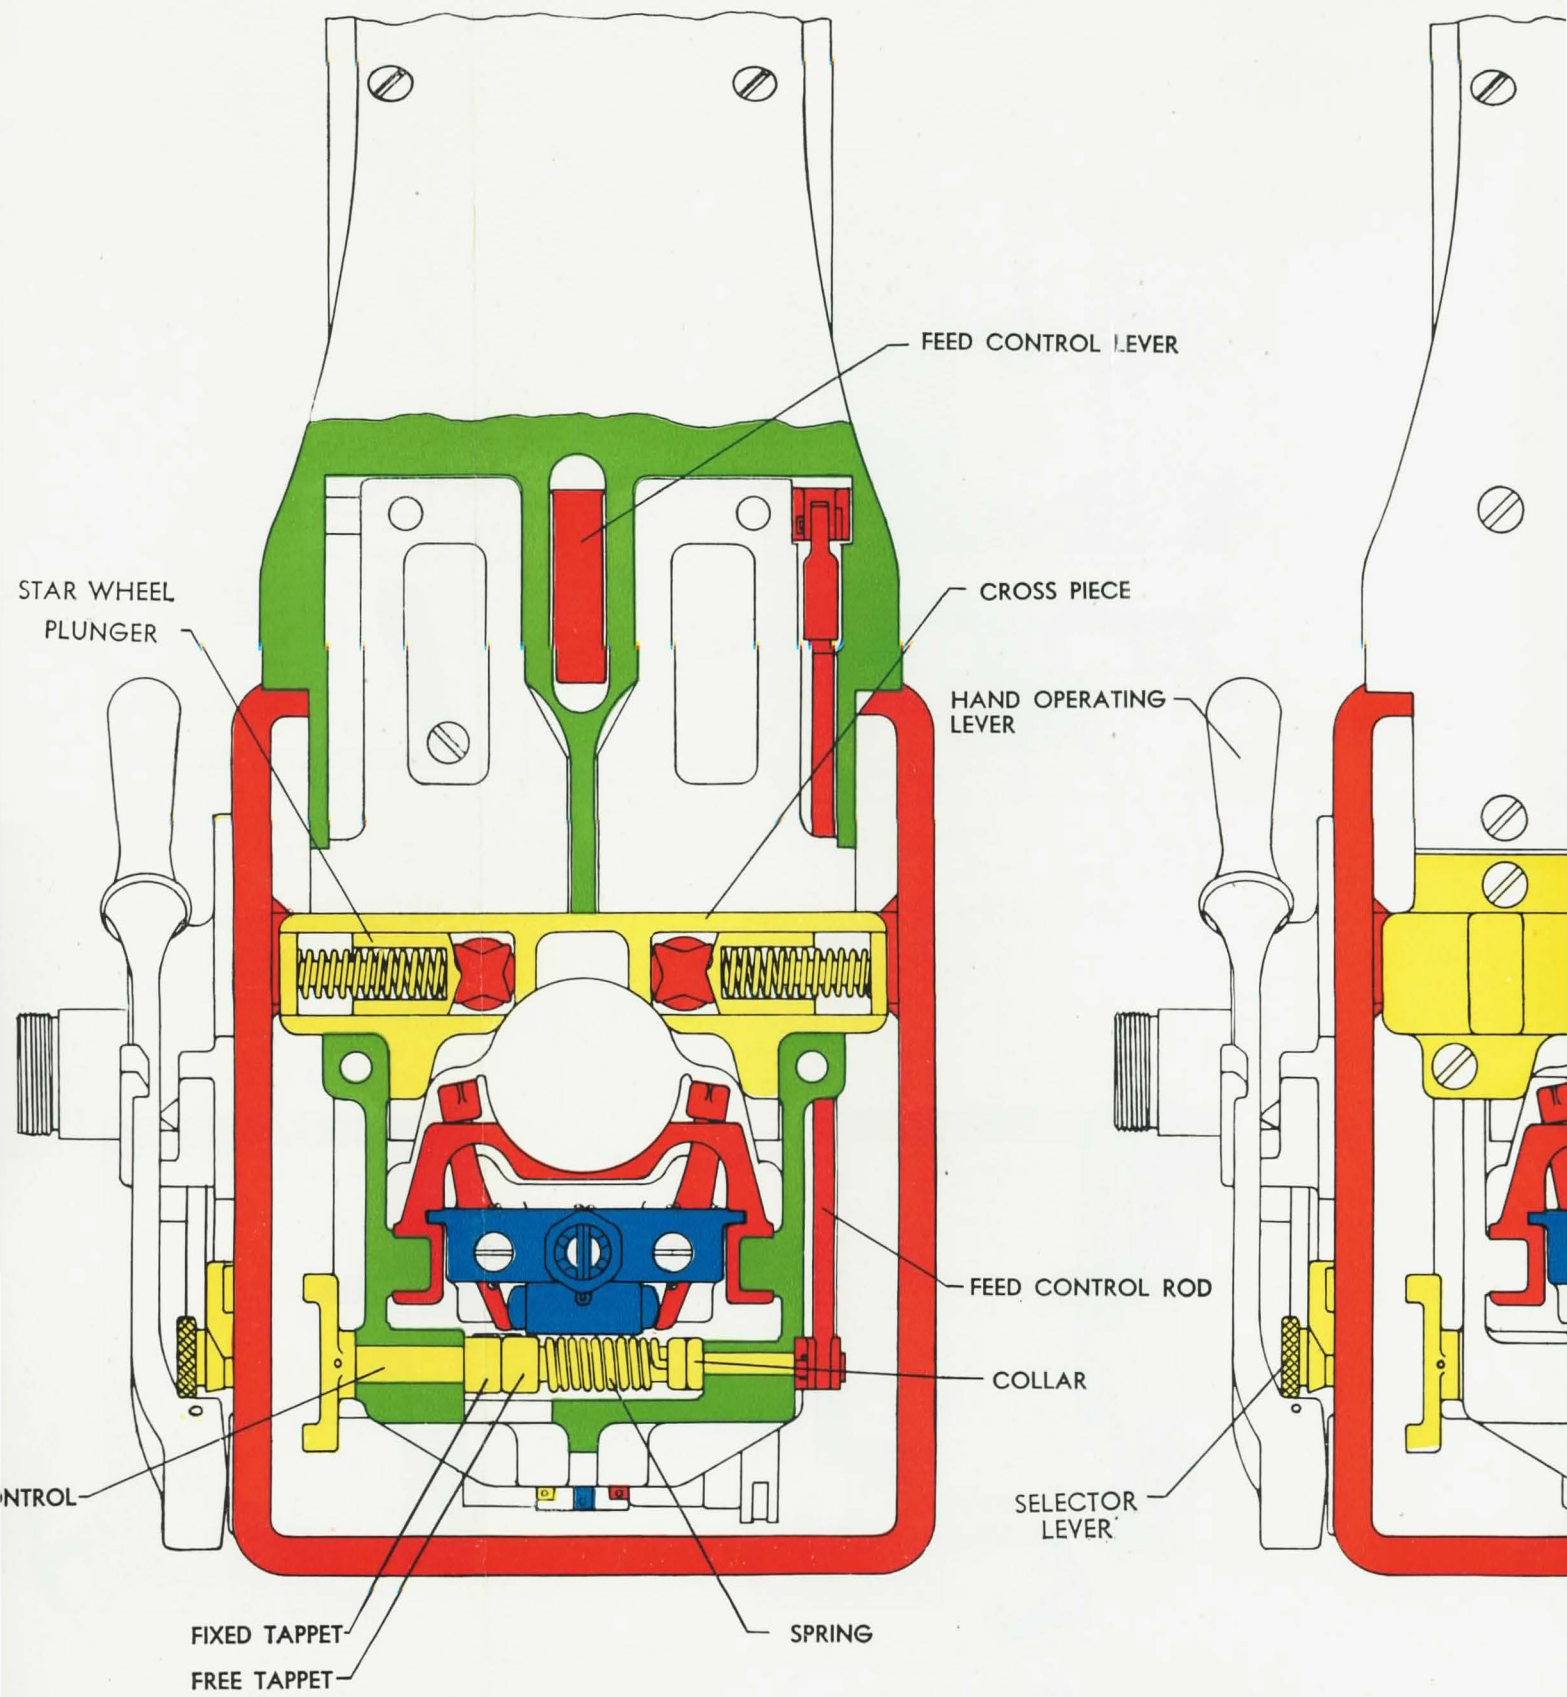 FEED CONTROL LEVER
STAR WHEEL
PLUNGER
CROSS PIECE
HAND OPERATING
LEVER
FEED CONTROL ROD
COLLAR
SELECTOR
LEVER
FIXED TAPPET
SPRING
FREE TAPPET